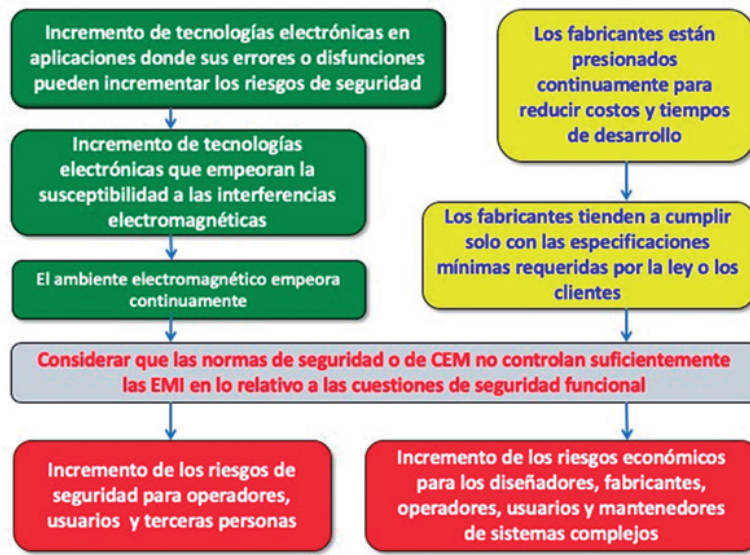 Incremento de tecnologías electrónicas en
aplicaciones donde sus errores o disfunciones
pueden incrementar los riesgos de seguridad
Incremento de tecnologías
electrónicas que empeoran la
susceptibilidad a las interferencias
electromagnéticas
El ambiente electromagnético empeora
continuamente
Los fabricantes están
presionados
continuamente para
reducir costos y tiempos
de desarrollo
Los fabricantes tienden a cumplir
solo con las especificaciones
mínimas requeridas por la ley o los
clientes
Considerar que las normas de seguridad o de CEM no controlan suficientemente
las EMI en lo relativo a las cuestiones de seguridad funcional
Incremento de los riesgos de
seguridad para operadores,
usuarios y terceras personas
Incremento de los riesgos económicos
para los diseñadores, fabricantes,
operadores, usuarios y mantenedores
de sistemas complejos